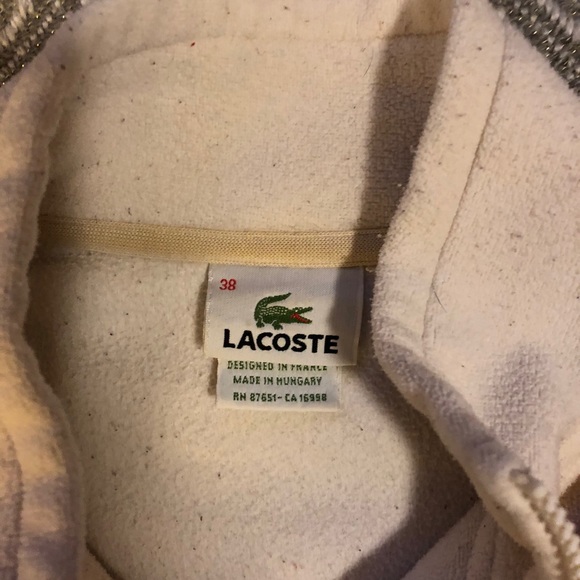 38
LACOSTE
DESIGNED IN FRANCE
MADE IN HUNGARY
RN 87651-CA 16998